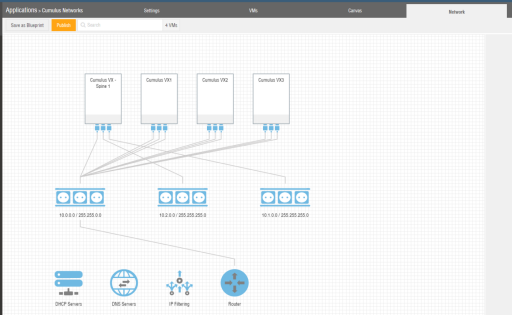 Applications » Cumulus Networks
Settings
VMs
Canvas
Network
Save as Blueprint
Publish
Search
4 VMs
Cumulus VX -
Spine 1
Cumulus VX1
Cumulus VX2
Cumulus VX3
10.0.0.0 / 255.255.0.0
10.2.0.0 / 255.255.255.0
10.1.0.0 / 255.255.255.0
DHCP Servers
DNS Servers
IP Filtering
Router